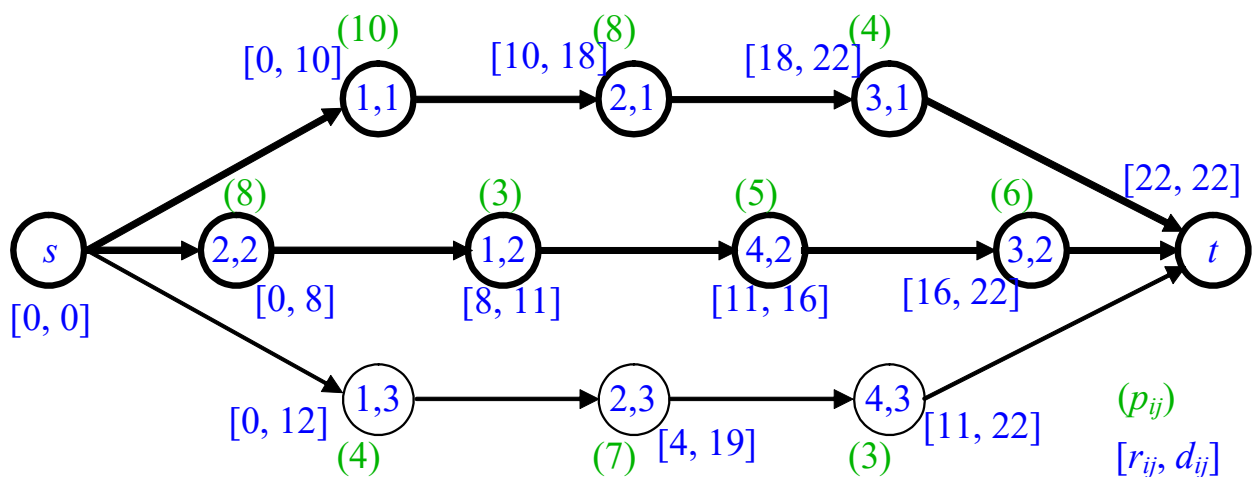 (10) (8) (4)
[0, 10] [10, 18] [18, 22]
1,1 2,1 3,1
[22, 22]
(8) (3) (5) (6)
s 2,2 1,2 4,2 3,2 t
[0, 0] [0, 8] [8, 11] [11, 16] [16, 22]
1,3 2,3 4,3
[0, 12] [4, 19] [11, 22]
(4) (7) (3)
(pij)
[rij, dij]